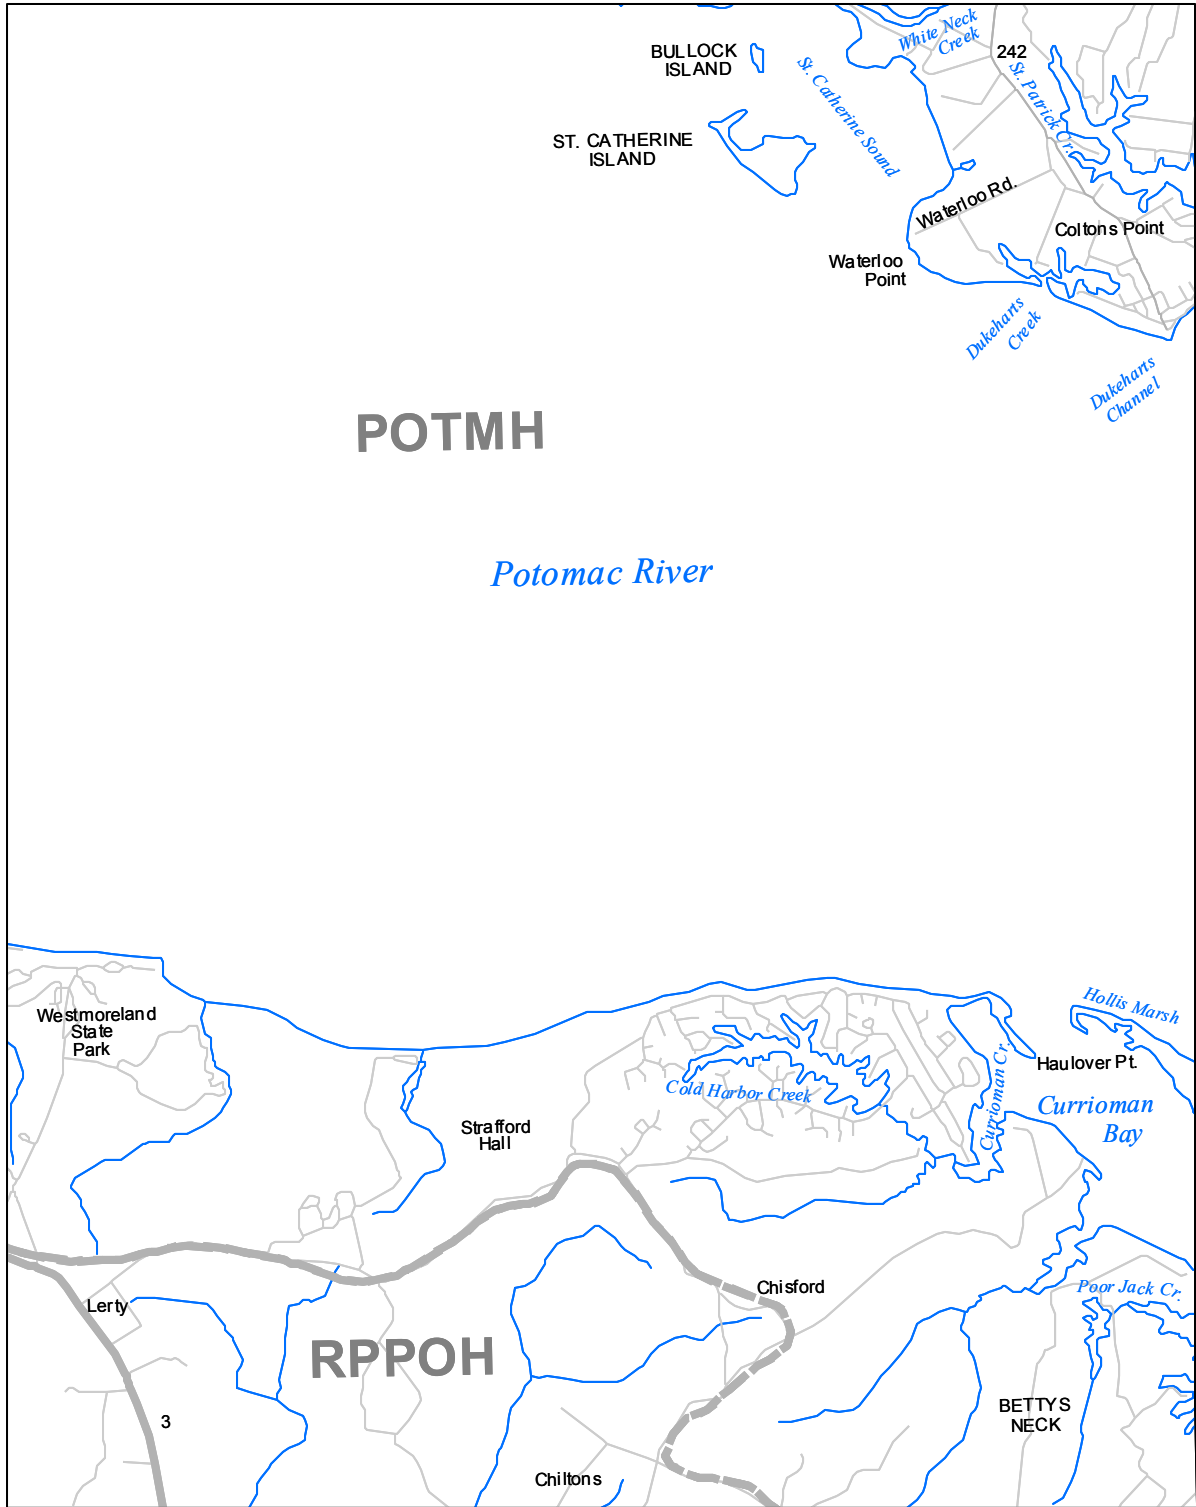 White Neck
Creek
BULLOCK
ISLAND
242
St. Catherine Sound
St. Patrick Cr.
ST. CATHERINE
ISLAND
Waterloo Rd.
Coltons Point
Waterloo
Point
Dukeharts
Creek
Dukeharts
Channel
POTMH
Potomac River
Hollis Marsh
Westmoreland
State
Park
Haulover Pt.
Currioman Cr.
Cold Harbor Creek
Currioman
Bay
Strafford
Hall
Chisford
Poor Jack Cr.
Lerty
RPPOH
BETTYS
NECK
3
Chiltons